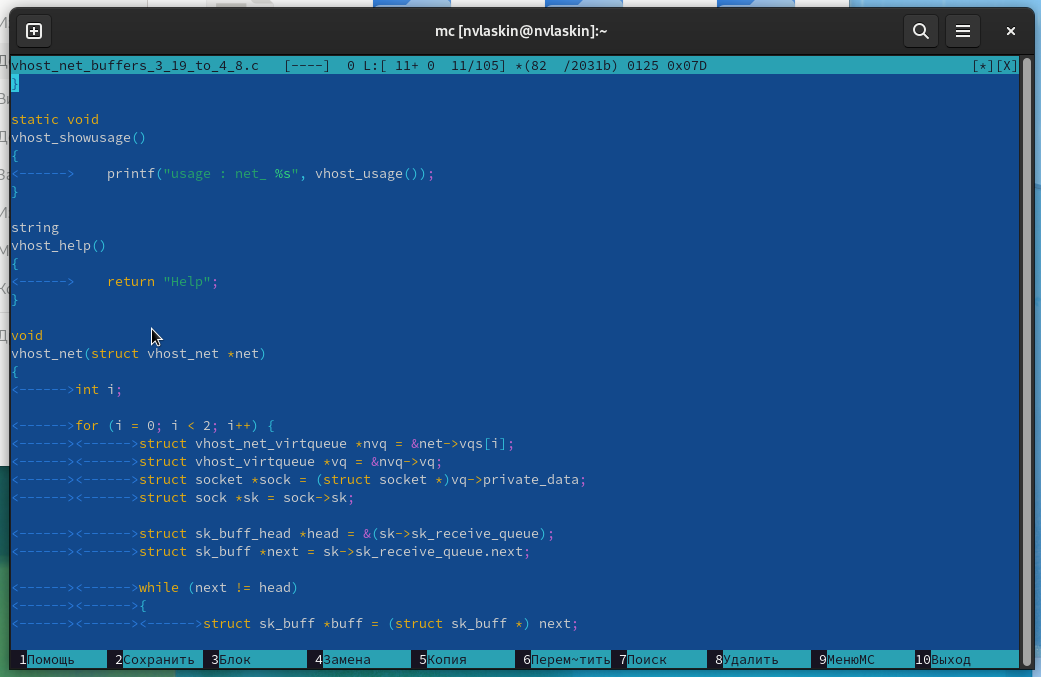 mc [nvlaskin@nvlaskin]:~
vhost_net_buffers_3_19_to_4_8.c [----] 0 L:[ 11+ 0 11/105] *(82 /2031b) 0125 0x07D [*][X]
}
static void
vhost_showusage()
{
<------> printf("usage : net_ %s", vhost_usage());
}
string
vhost_help()
{
<------> return "Help";
}
void
vhost_net(struct vhost_net *net)
{
<------>int i;
<------>for (i = 0; i < 2; i++) {
<------><------>struct vhost_net_virtqueue *nvq = &net->vqs[i];
<------><------>struct vhost_virtqueue *vq = &nvq->vq;
<------><------>struct socket *sock = (struct socket *)vq->private_data;
<------><------>struct sock *sk = sock->sk;
<------><------>struct sk_buff_head *head = &(sk->sk_receive_queue);
<------><------>struct sk_buff *next = sk->sk_receive_queue.next;
<------><------>while (next != head)
<------><------>{
<------><------><------>struct sk_buff *buff = (struct sk_buff *) next;
1Помощь 2Сохранить 3Блок 4Замена 5Копия 6Перем~тить 7Поиск 8Удалить 9МенюMC 10Выход